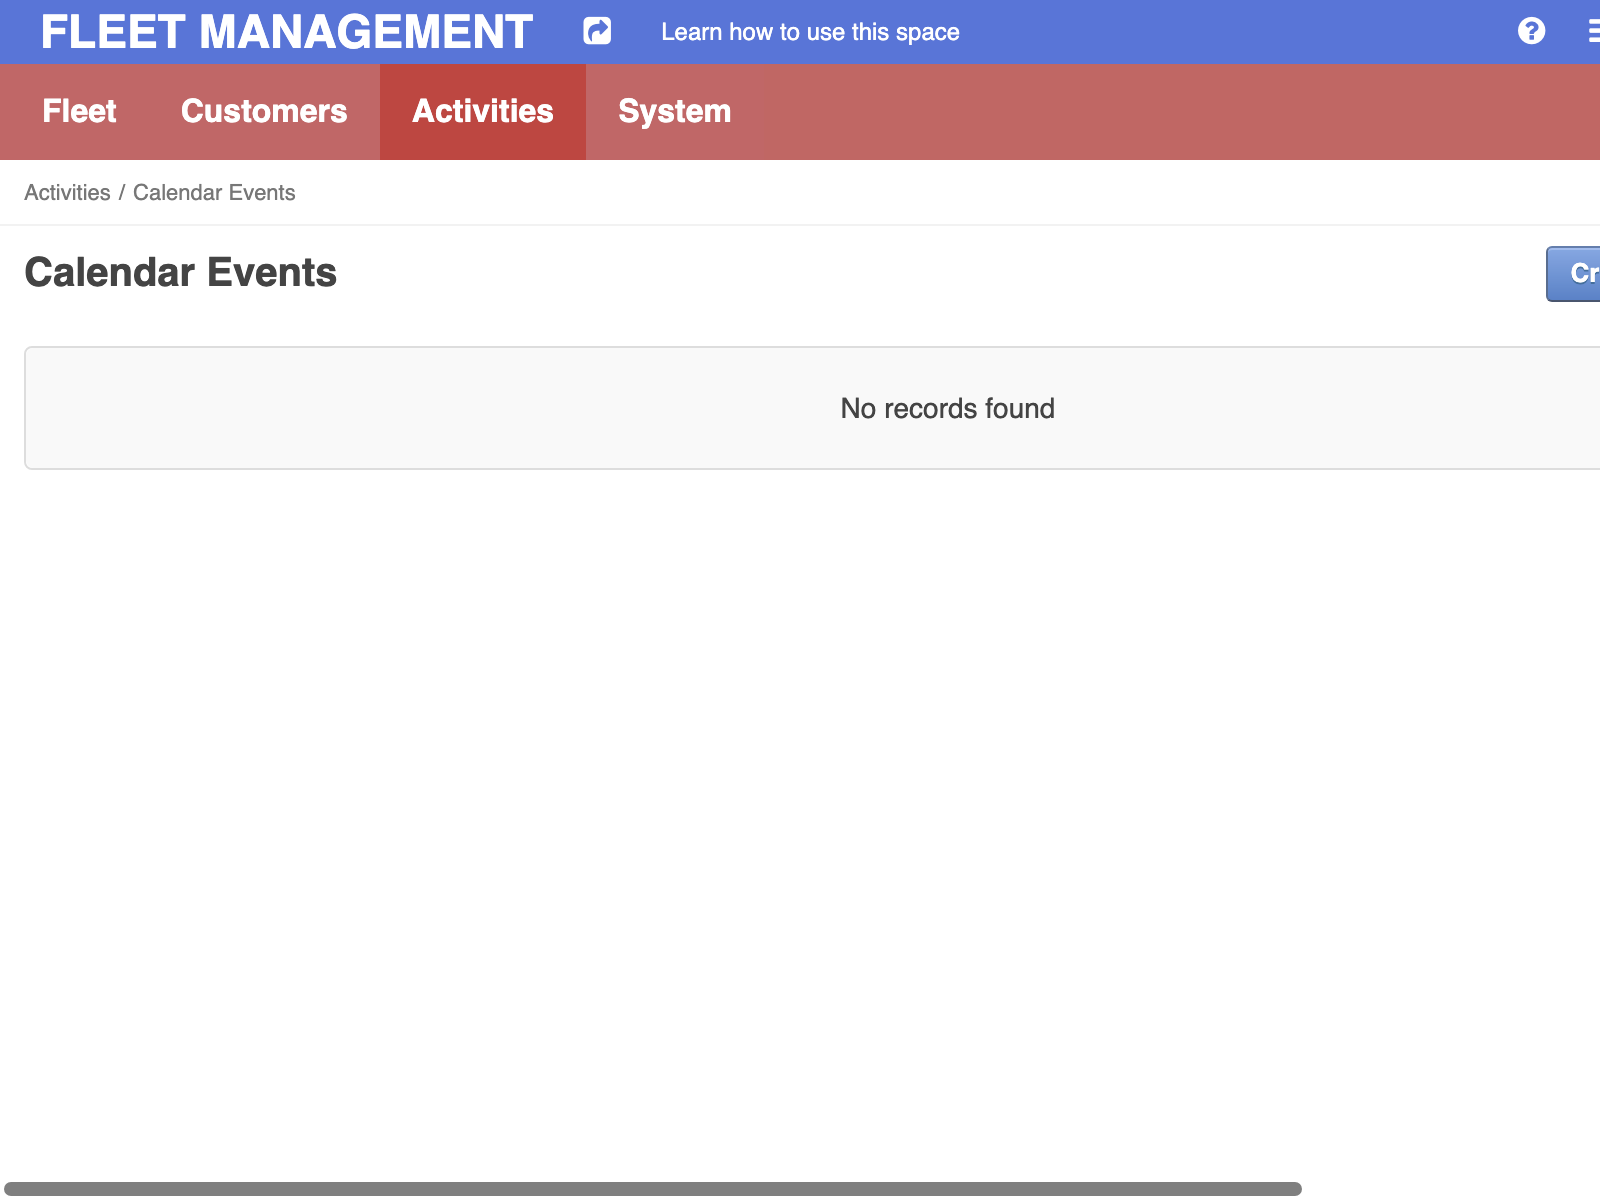 FLEET MANAGEMENT
Learn how to use this space
Fleet
Customers
Activities
System
Activities / Calendar Events
Calendar Events
Cr
No records found